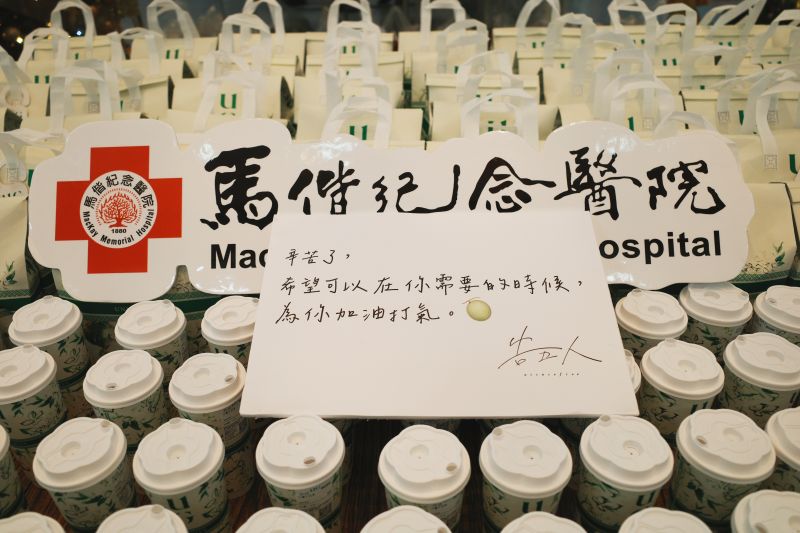 馬偕紀念醫院
馬偕紀念醫院
MacKay Memorial Hospital
1880
Mac
ospital
辛苦了，
希望可以在你需要的時候，
為你加油打氣。
告五人